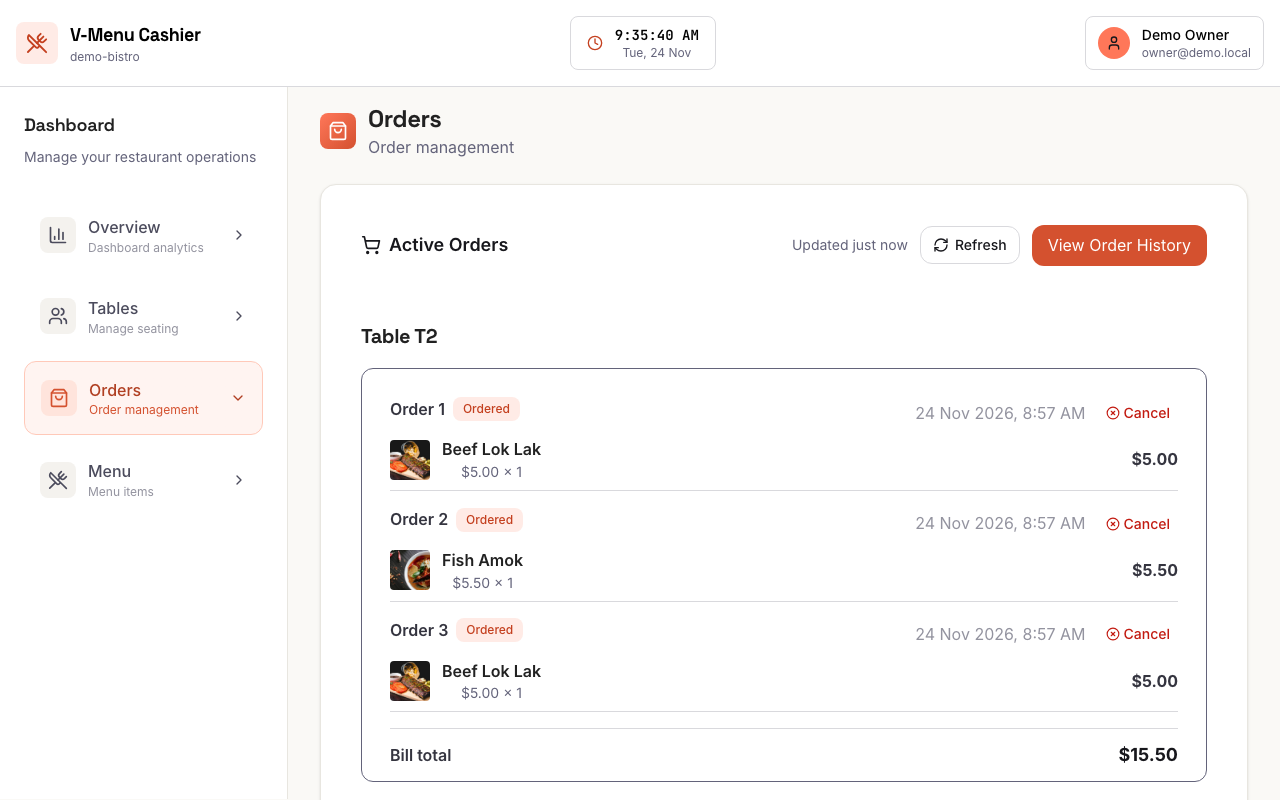 V-Menu Cashier
demo-bistro
9:35:40 AM
Tue, 24 Nov
Demo Owner
owner@demo.local
Dashboard
Manage your restaurant operations
Overview
Dashboard analytics
Tables
Manage seating
Orders
Order management
Menu
Menu items
Orders
Order management
Active Orders
Updated just now
Refresh
View Order History
Table T2
Order 1 Ordered 24 Nov 2026, 8:57 AM Cancel
Beef Lok Lak
$5.00 × 1
$5.00
Order 2 Ordered 24 Nov 2026, 8:57 AM Cancel
Fish Amok
$5.50 × 1
$5.50
Order 3 Ordered 24 Nov 2026, 8:57 AM Cancel
Beef Lok Lak
$5.00 × 1
$5.00
Bill total $15.50